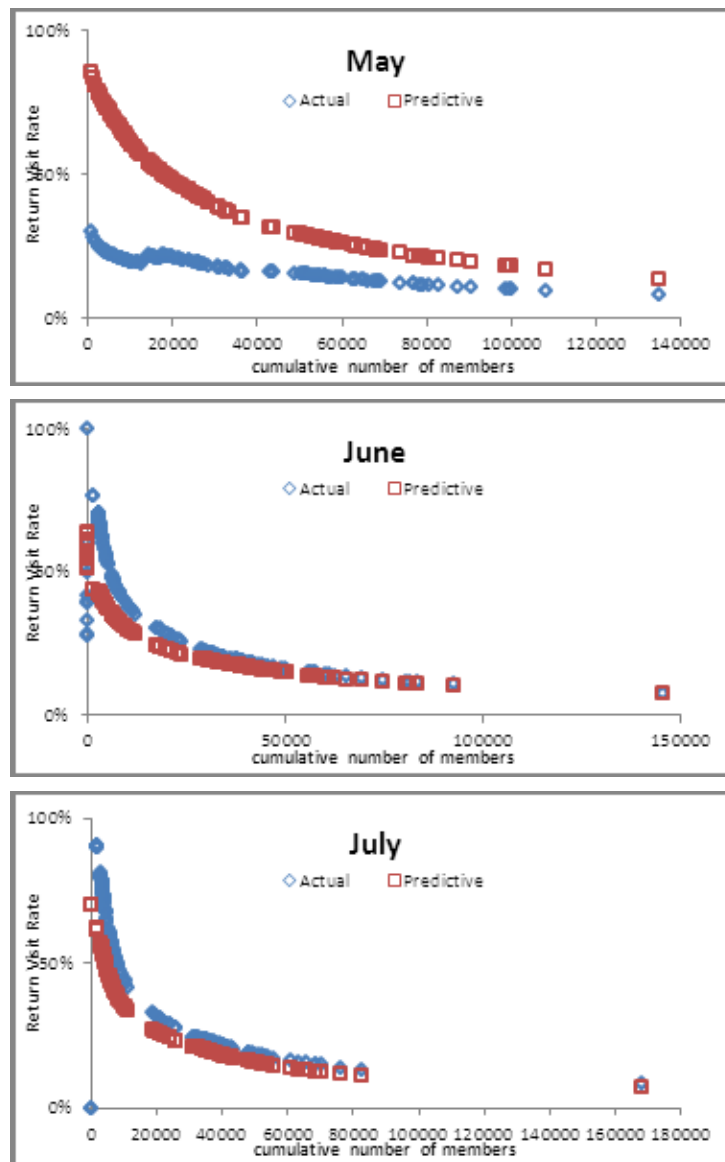 100%
May
Actual Predictive
Return Visit Rate
50%
0%
0 20000 40000 60000 80000 100000 120000 140000
cumulative number of members
100%
June
Actual Predictive
Return Visit Rate
50%
0%
0 50000 100000 150000
cumulative number of members
100%
July
Actual Predictive
Return Visit Rate
50%
0%
0 20000 40000 60000 80000 100000 120000 140000 160000 180000
cumulative number of members